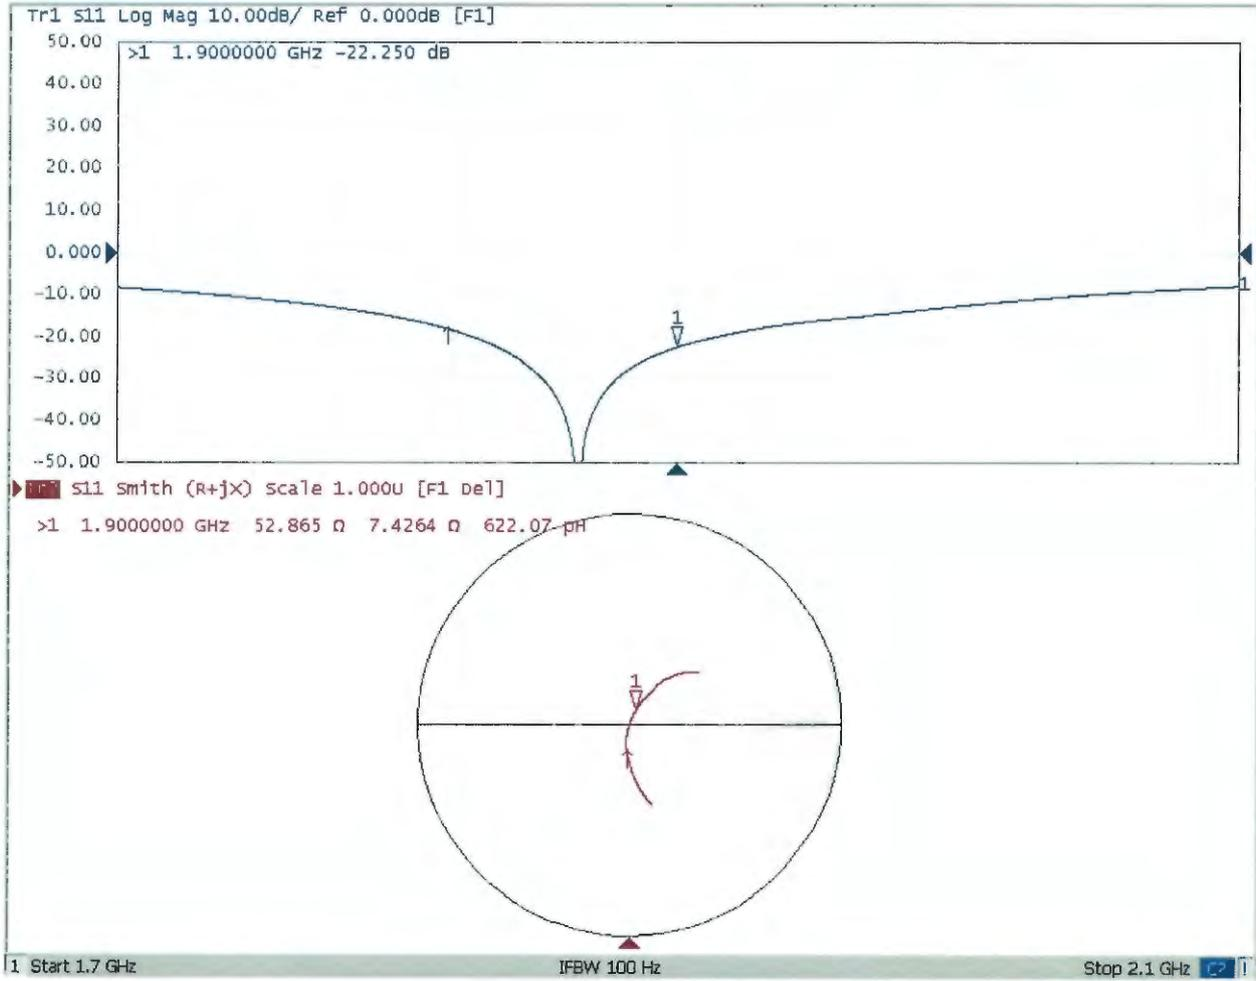 Tr1 S11 Log Mag 10.00dB/ Ref 0.000dB [F1]
50.00
>1 1.9000000 GHz -22.250 dB
40.00
30.00
20.00
10.00
0.000
1
-10.00
1
-20.00
-30.00
-40.00
-50.00
S11 Smith (R+jX) Scale 1.000U [F1 Del]
>1 1.9000000 GHz 52.865 Ω 7.4264 Ω 622.07 pH
1
1 Start 1.7 GHz IFBW 100 Hz Stop 2.1 GHz C?